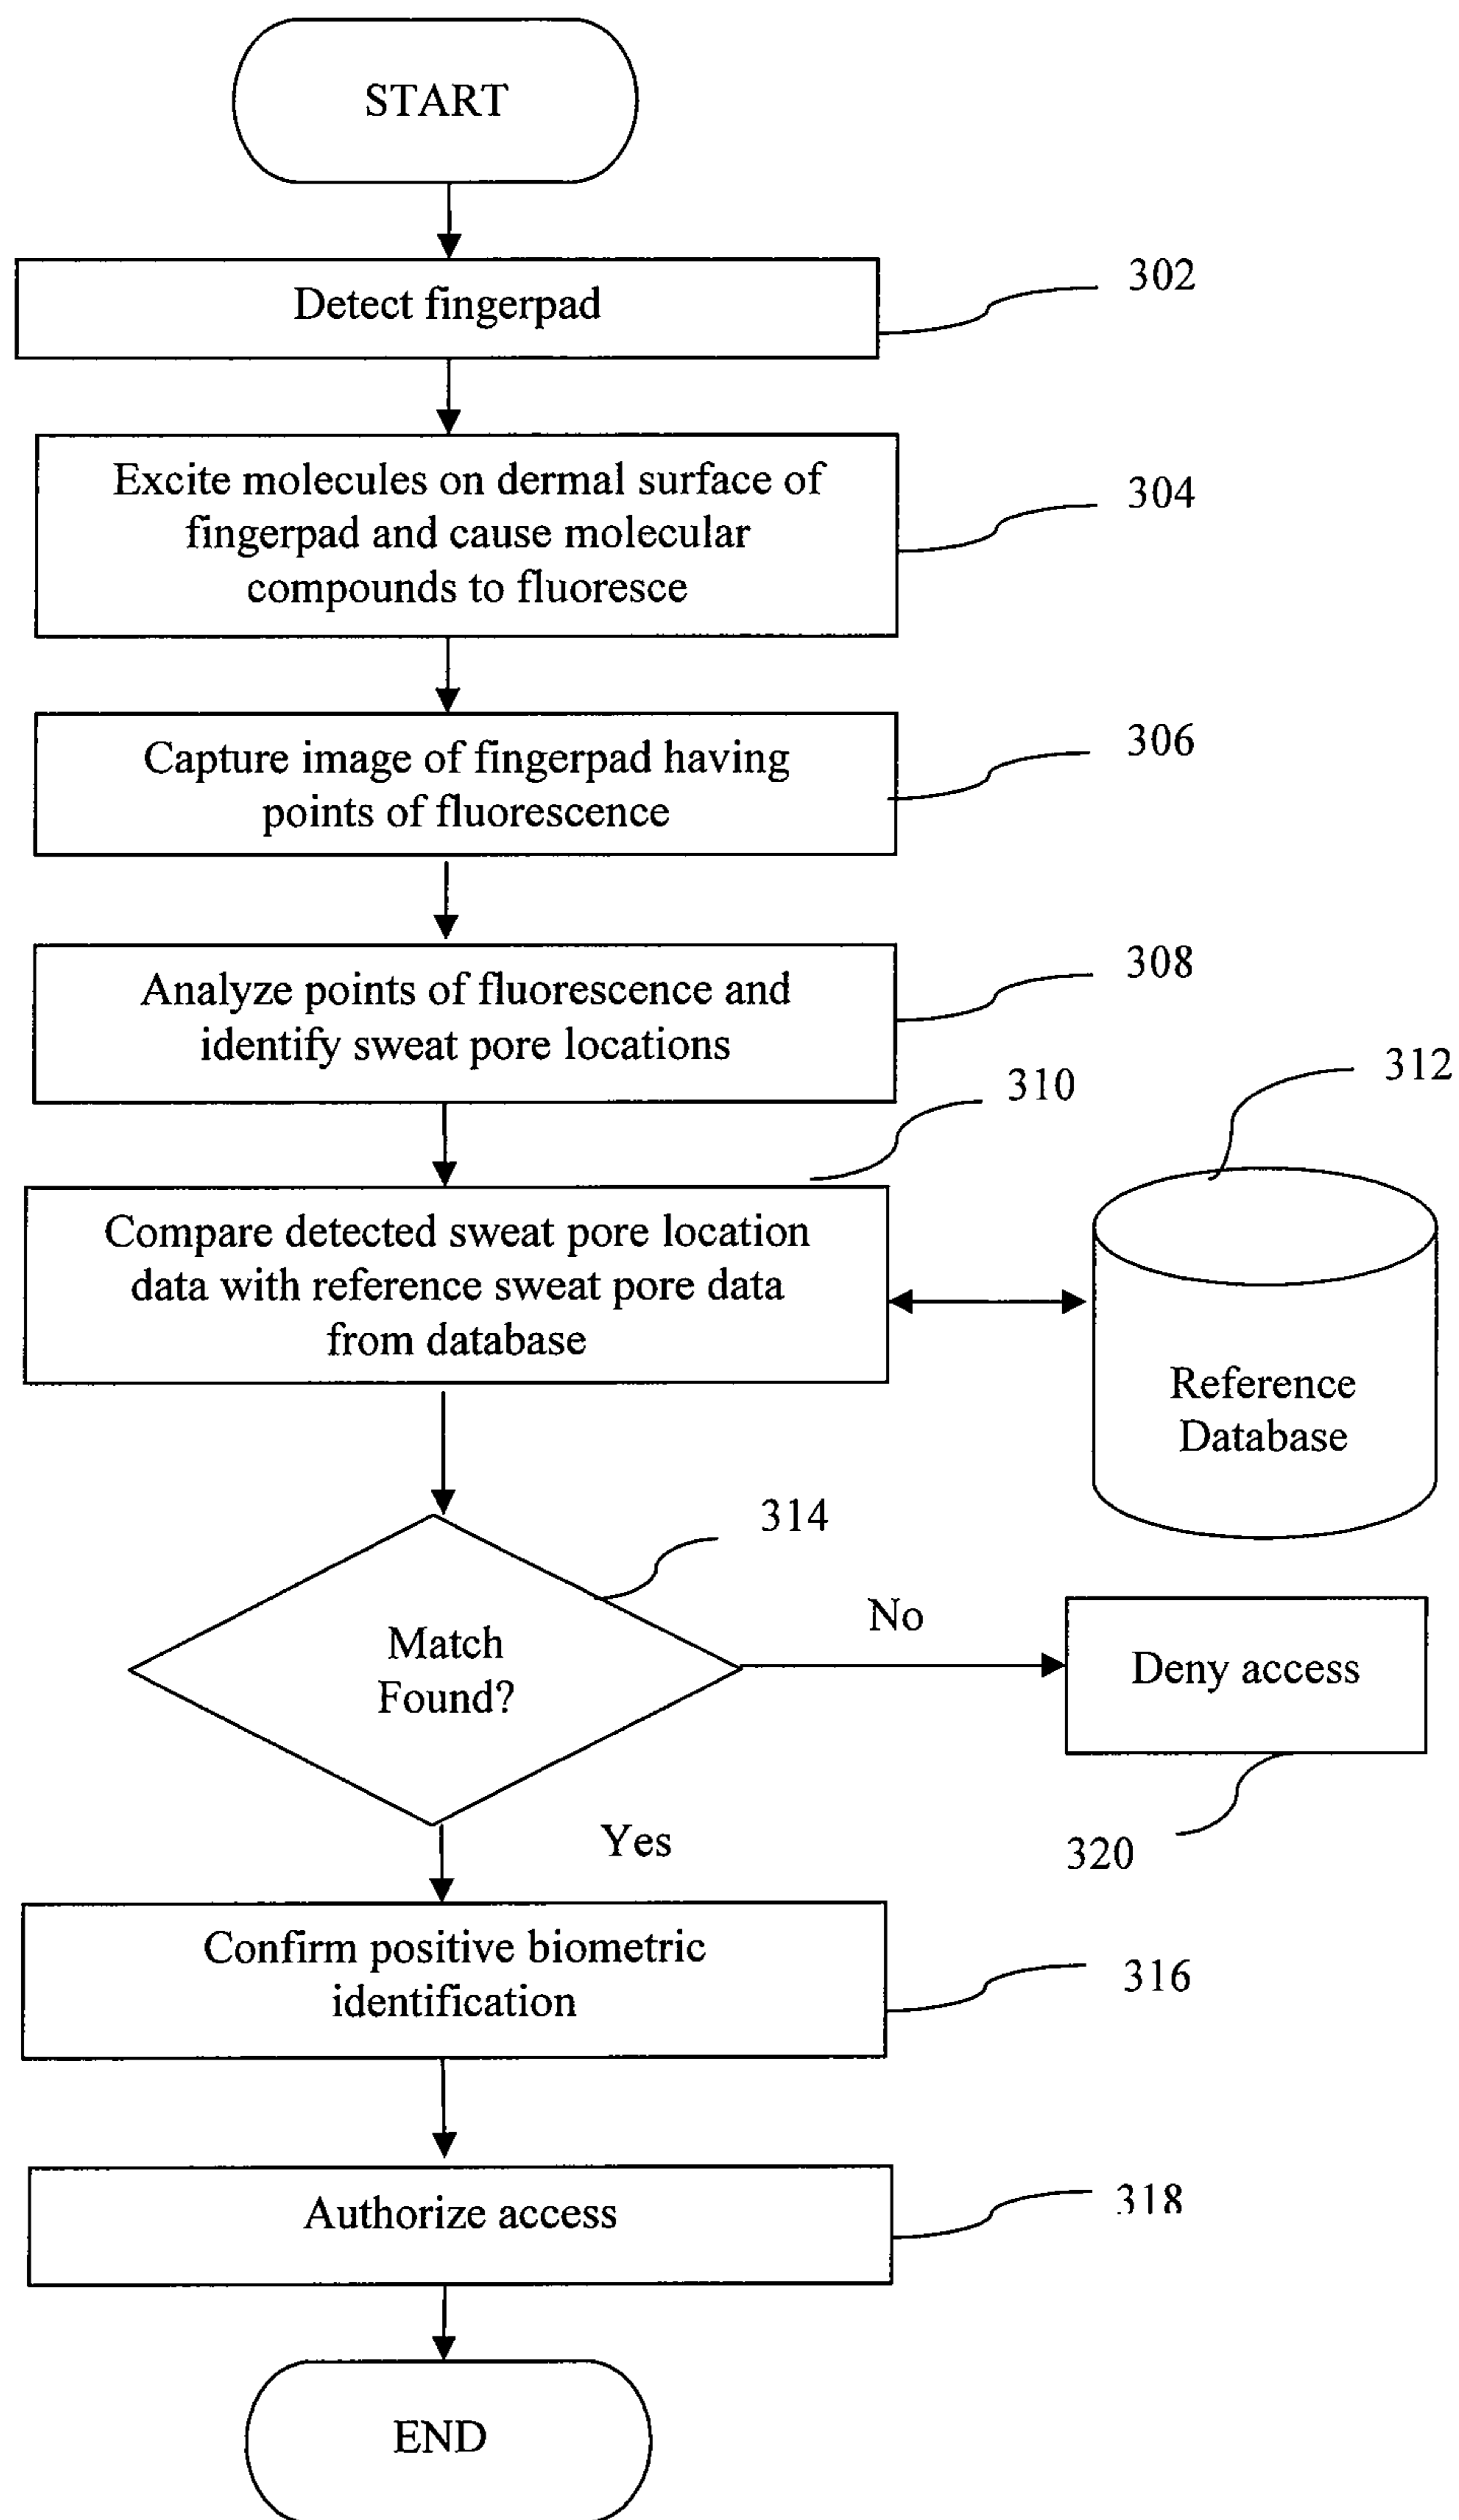 START
Detect fingerpad
302
Excite molecules on dermal surface of
fingerpad and cause molecular
compounds to fluoresce
304
Capture image of fingerpad having
points of fluorescence
306
Analyze points of fluorescence and
identify sweat pore locations
308
310
312
Compare detected sweat pore location
data with reference sweat pore data
from database
Reference
Database
314
Match
Found?
No
Deny access
320
Yes
Confirm positive biometric
identification
316
Authorize access
318
END